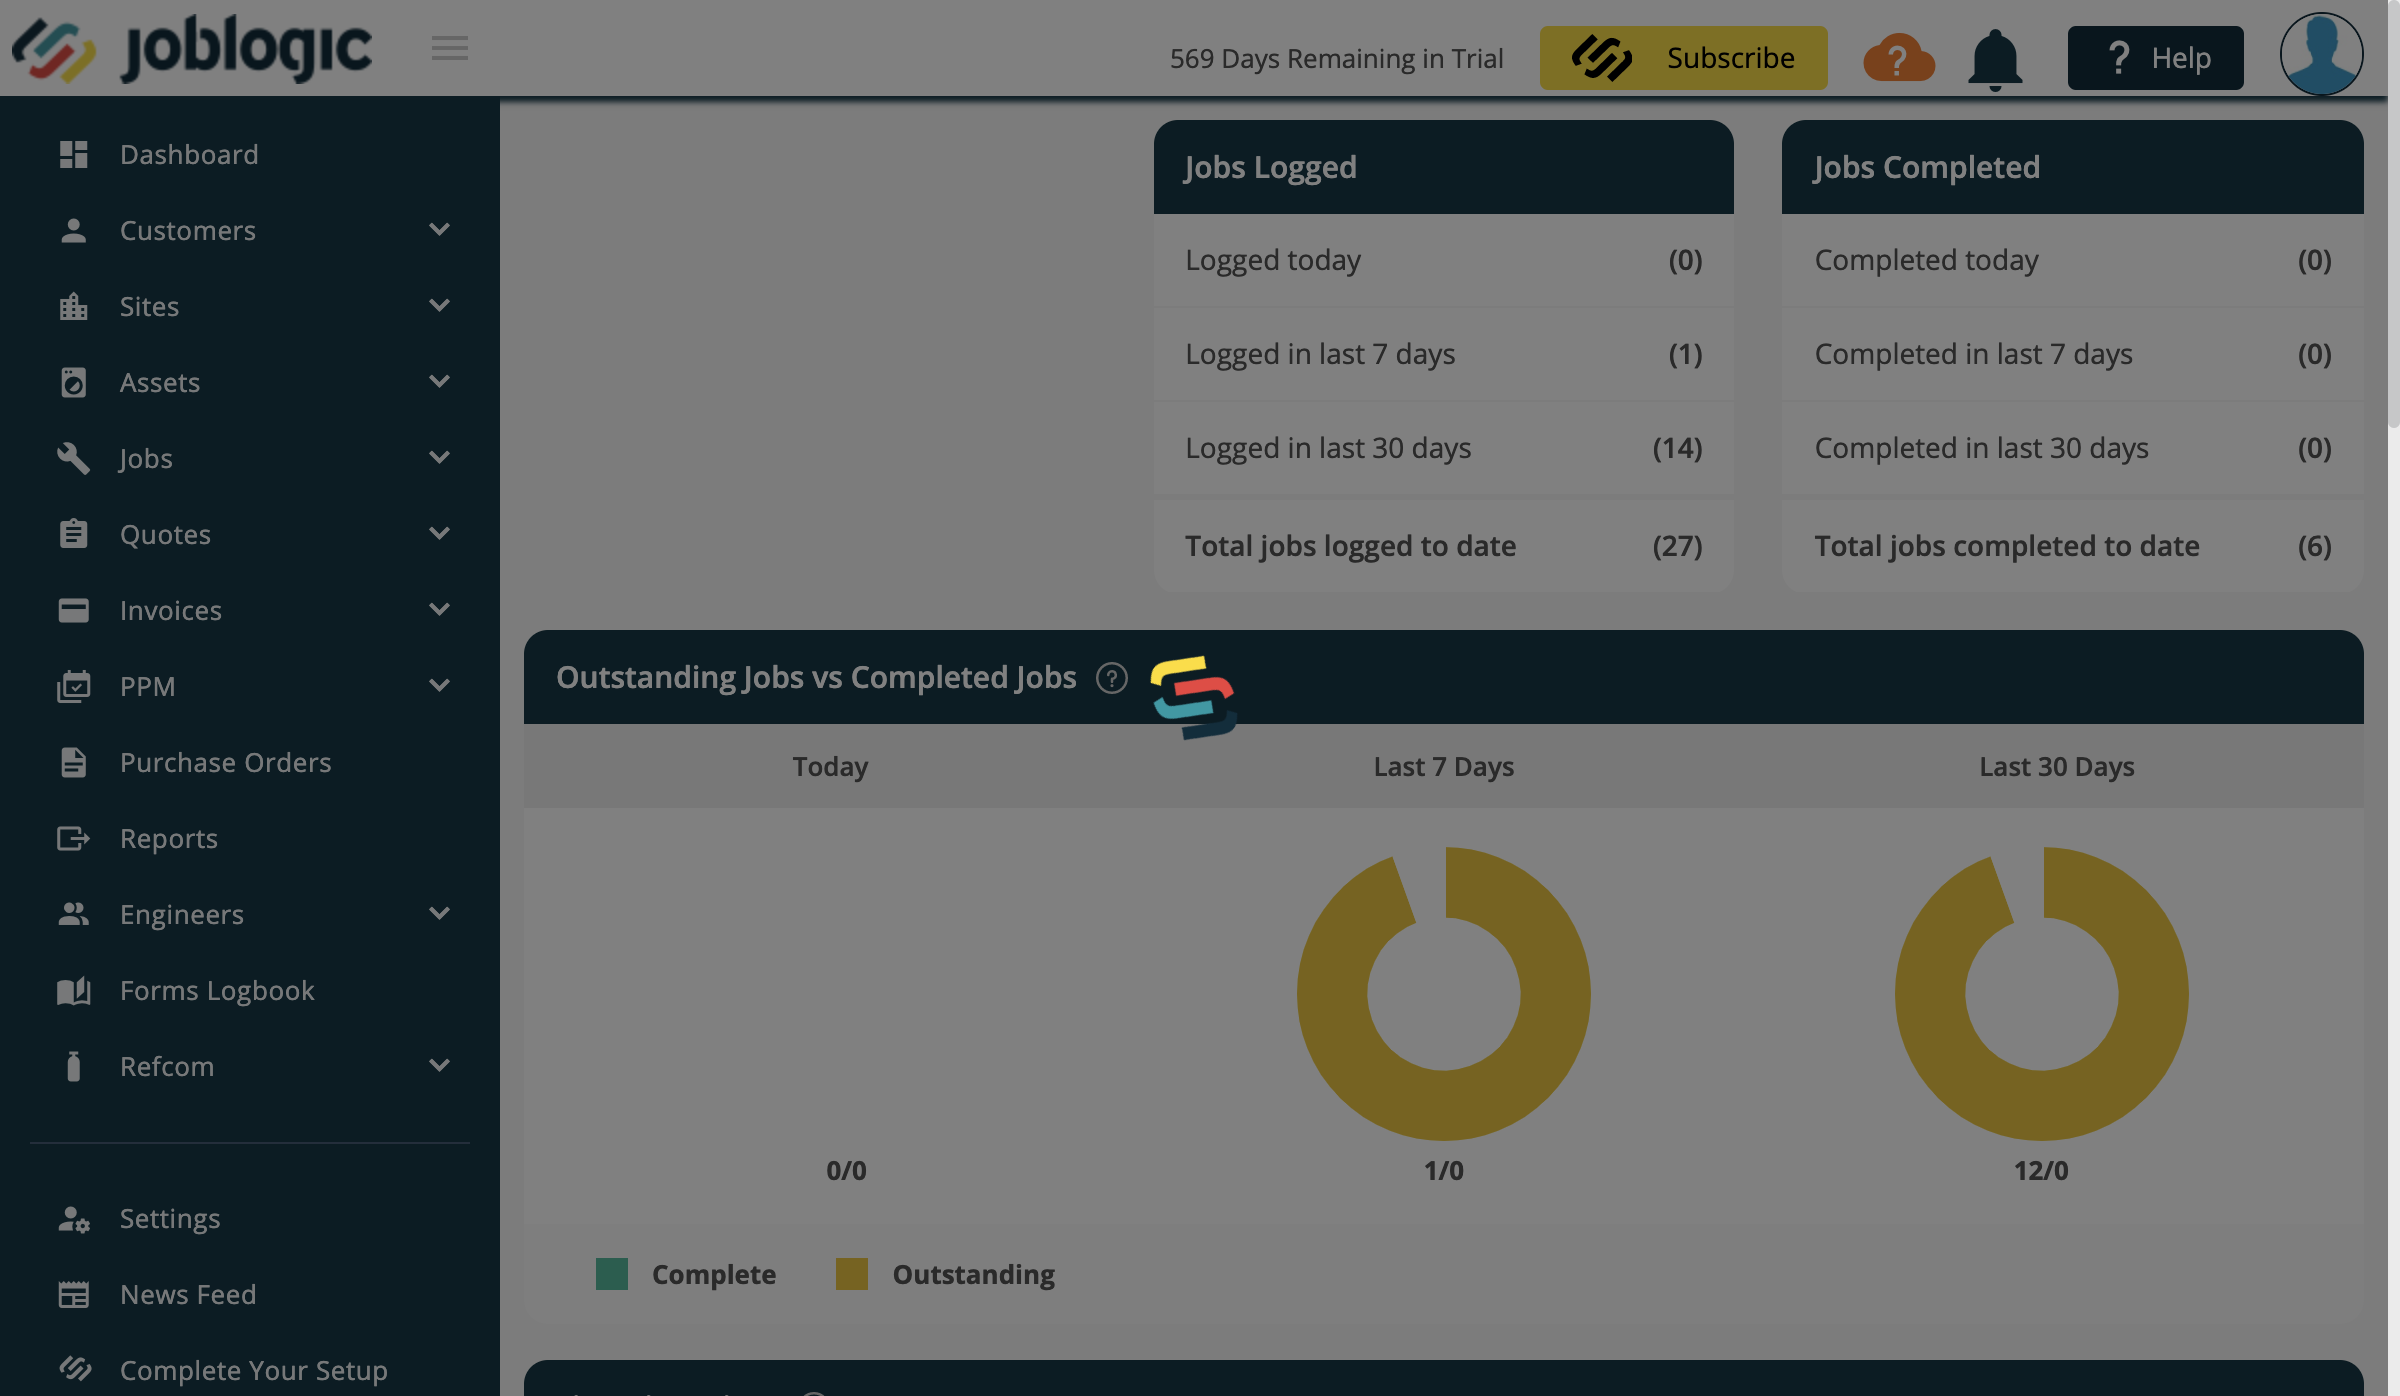 joblogic
569 Days Remaining in Trial
Subscribe
?
? Help
Dashboard
Customers
Sites
Assets
Jobs
Quotes
Invoices
PPM
Purchase Orders
Reports
Engineers
Forms Logbook
Refcom
Settings
News Feed
Complete Your Setup
Jobs Logged
Logged today (0)
Logged in last 7 days (1)
Logged in last 30 days (14)
Total jobs logged to date (27)
Jobs Completed
Completed today (0)
Completed in last 7 days (0)
Completed in last 30 days (0)
Total jobs completed to date (6)
Outstanding Jobs vs Completed Jobs ?
Today Last 7 Days Last 30 Days
0/0 1/0 12/0
Complete Outstanding